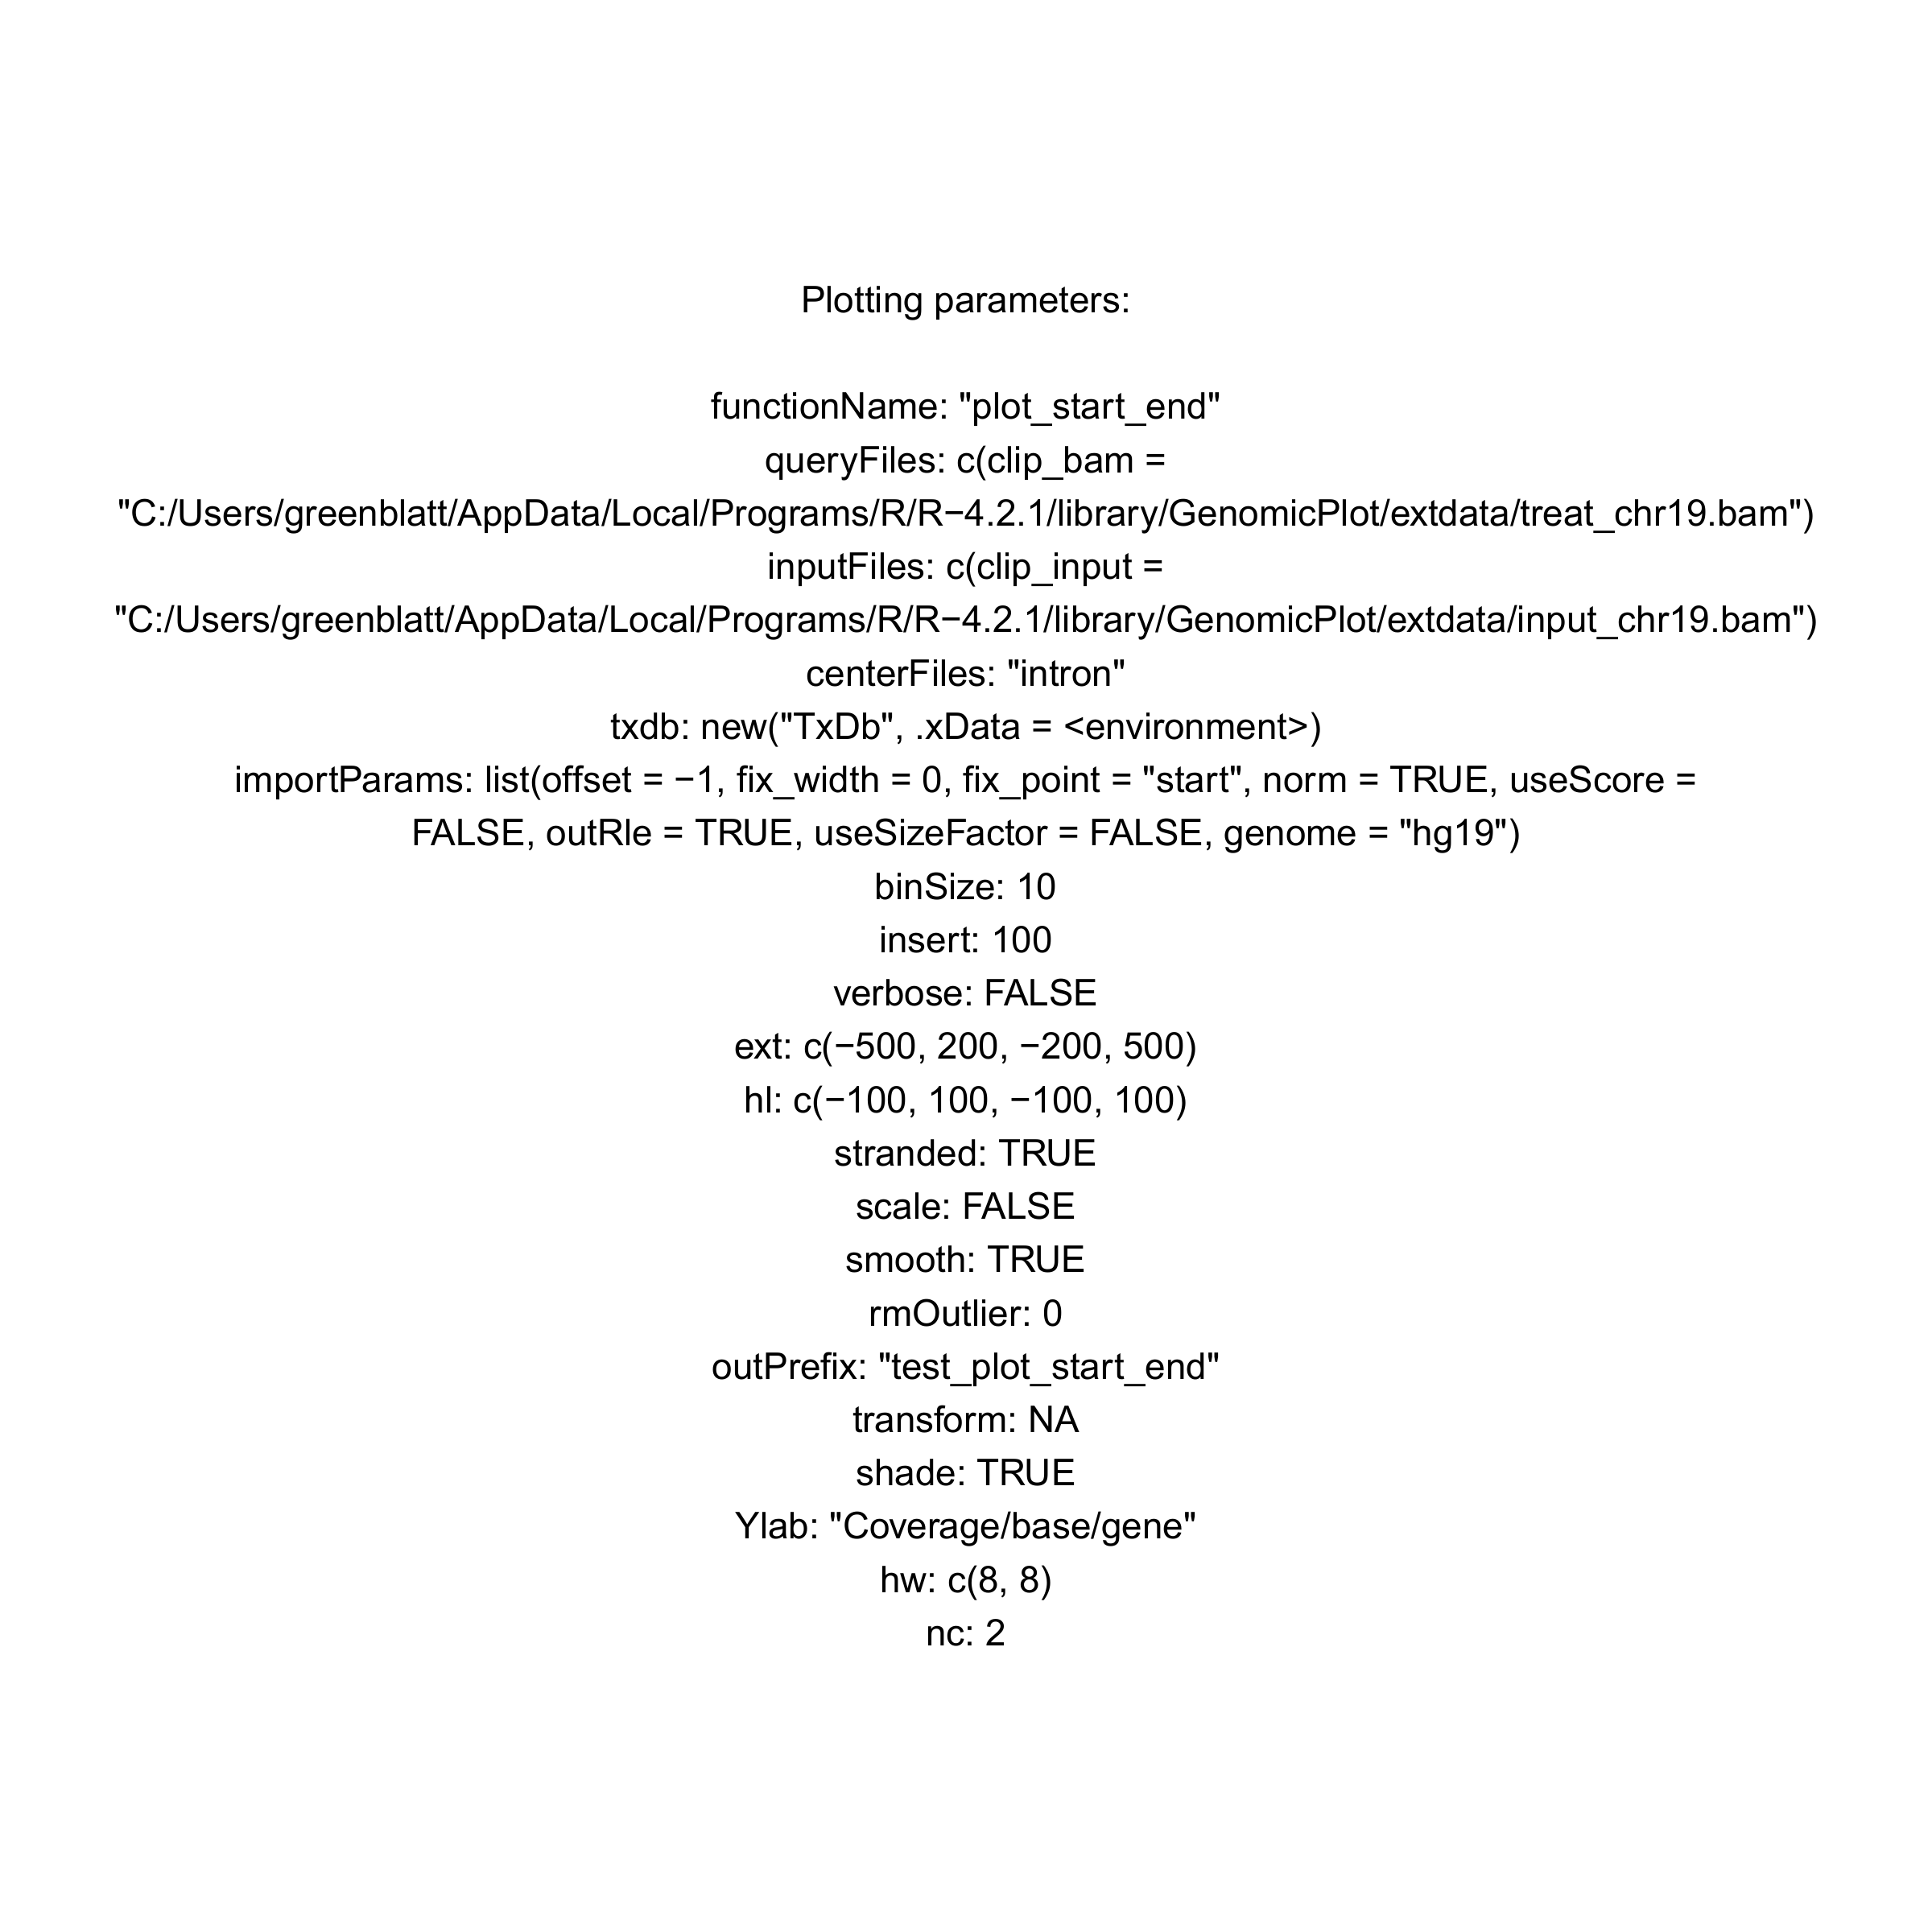 Plotting parameters:
functionName: "plot_start_end"
queryFiles: c(clip_bam =
"C:/Users/greenblatt/AppData/Local/Programs/R/R−4.2.1/library/GenomicPlot/extdata/treat_chr19.bam")
inputFiles: c(clip_input =
"C:/Users/greenblatt/AppData/Local/Programs/R/R−4.2.1/library/GenomicPlot/extdata/input_chr19.bam")
centerFiles: "intron"
txdb: new("TxDb", .xData = <environment>)
importParams: list(offset = −1, fix_width = 0, fix_point = "start", norm = TRUE, useScore =
FALSE, outRle = TRUE, useSizeFactor = FALSE, genome = "hg19")
binSize: 10
insert: 100
verbose: FALSE
ext: c(−500, 200, −200, 500)
hl: c(−100, 100, −100, 100)
stranded: TRUE
scale: FALSE
smooth: TRUE
rmOutlier: 0
outPrefix: "test_plot_start_end"
transform: NA
shade: TRUE
Ylab: "Coverage/base/gene"
hw: c(8, 8)
nc: 2